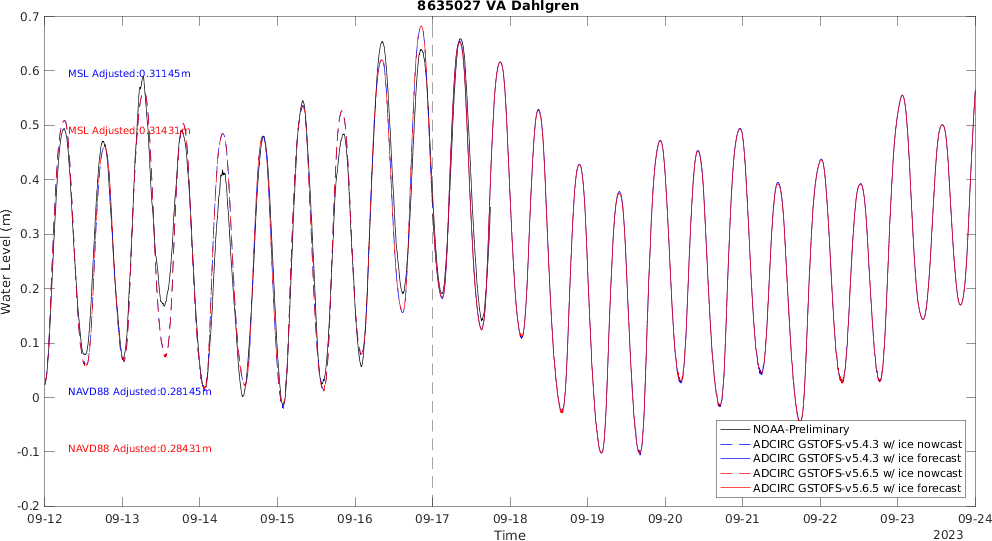 8635027 VA Dahlgren
0.7
0.6
0.5
0.4
0.3
0.2
0.1
0
-0.1
-0.2
Water Level (m)
MSL Adjusted:0.31145m
MSL Adjusted:0.31431m
NAVD88 Adjusted:0.28145m
NAVD88 Adjusted:0.28431m
NOAA-Preliminary
ADCIRC GSTOFS-v5.4.3 w/ ice nowcast
ADCIRC GSTOFS-v5.4.3 w/ ice forecast
ADCIRC GSTOFS-v5.6.5 w/ ice nowcast
ADCIRC GSTOFS-v5.6.5 w/ ice forecast
09-12 09-13 09-14 09-15 09-16 09-17 09-18 09-19 09-20 09-21 09-22 09-23 09-24
Time
2023